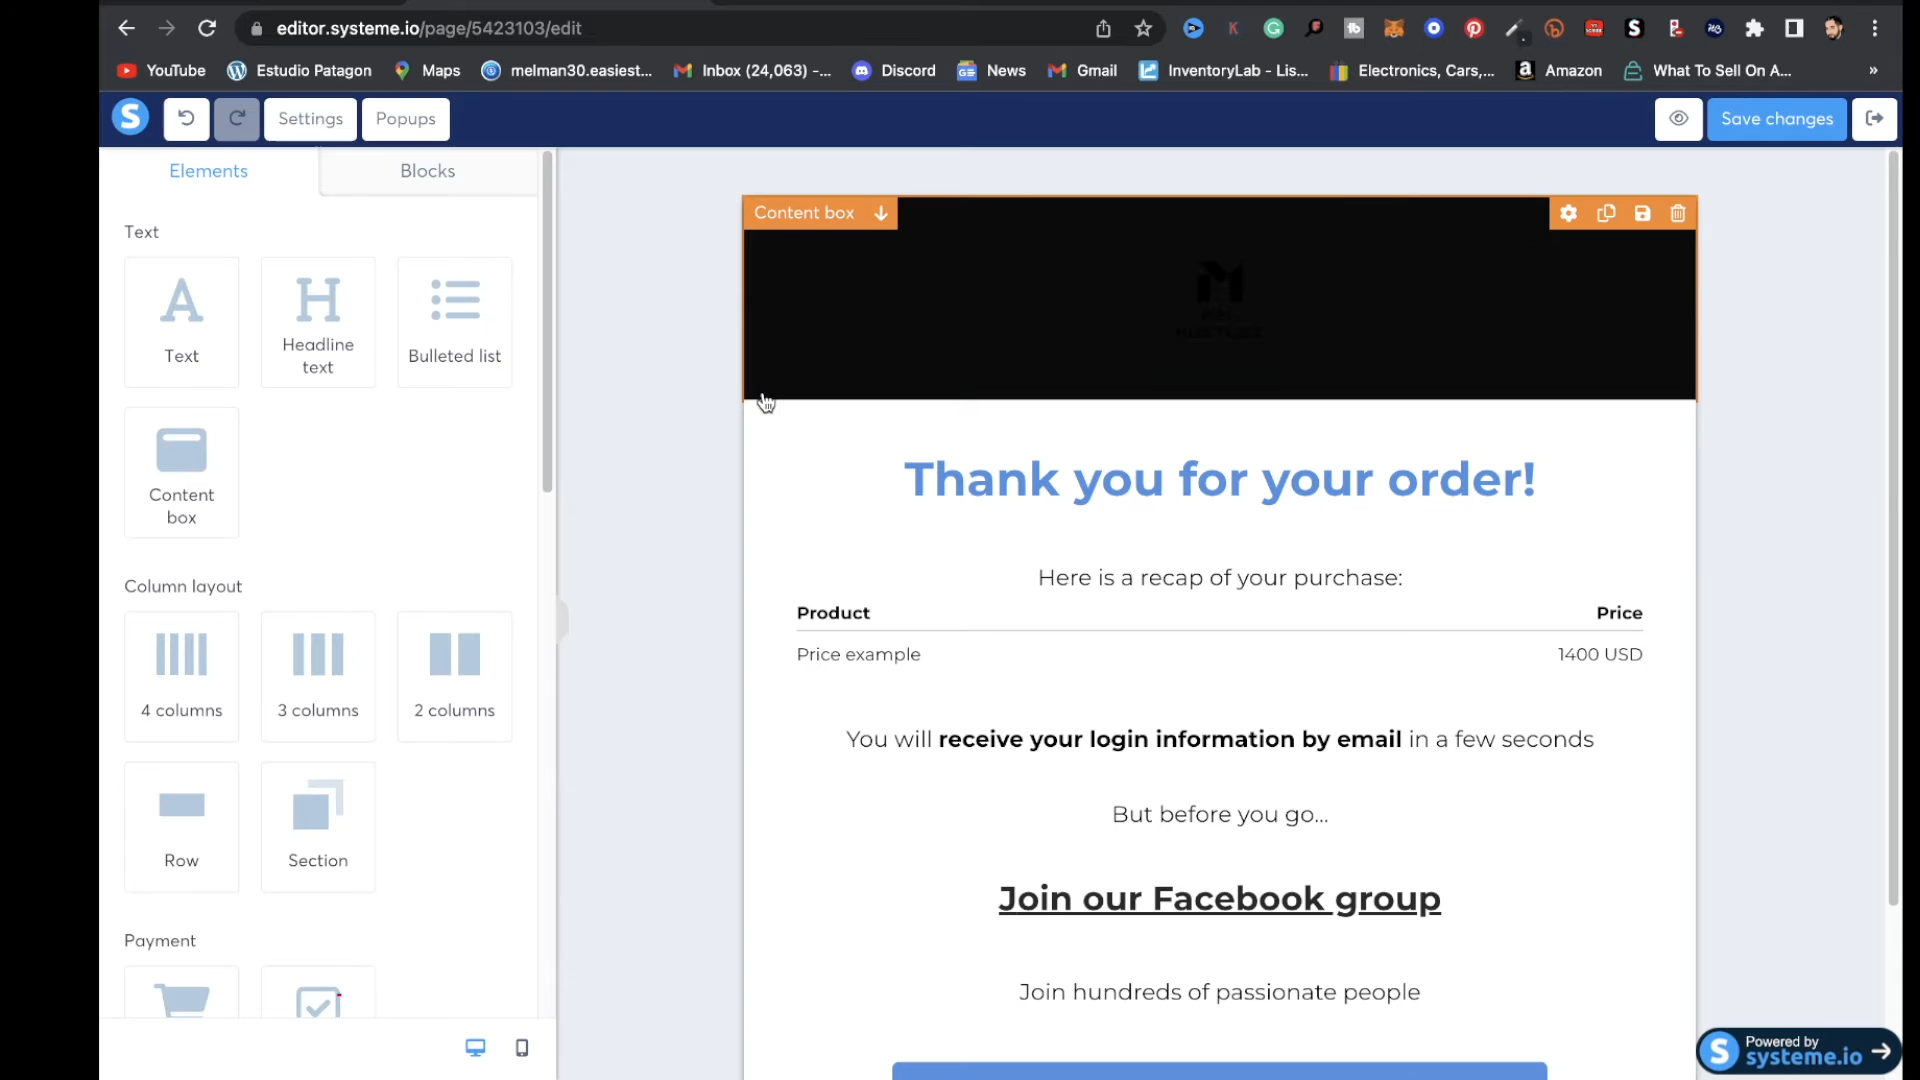 editor.systeme.io/page/5423103/edit
YouTube
Estudio Patagon
Maps
melman30.easiest...
Inbox (24,063) -...
Discord
News
Gmail
InventoryLab - Lis...
Electronics, Cars,...
Amazon
What To Sell On A...
»
S
Settings
Popups
Save changes
Elements
Blocks
Text
A
Text
H
Headline
text
Bulleted list
Content
box
Column layout
4 columns
3 columns
2 columns
Row
Section
Payment
Content box
Thank you for your order!
Here is a recap of your purchase:
Product Price
Price example 1400 USD
You will receive your login information by email in a few seconds
But before you go...
Join our Facebook group
Join hundreds of passionate people
S
Powered by
systeme.io